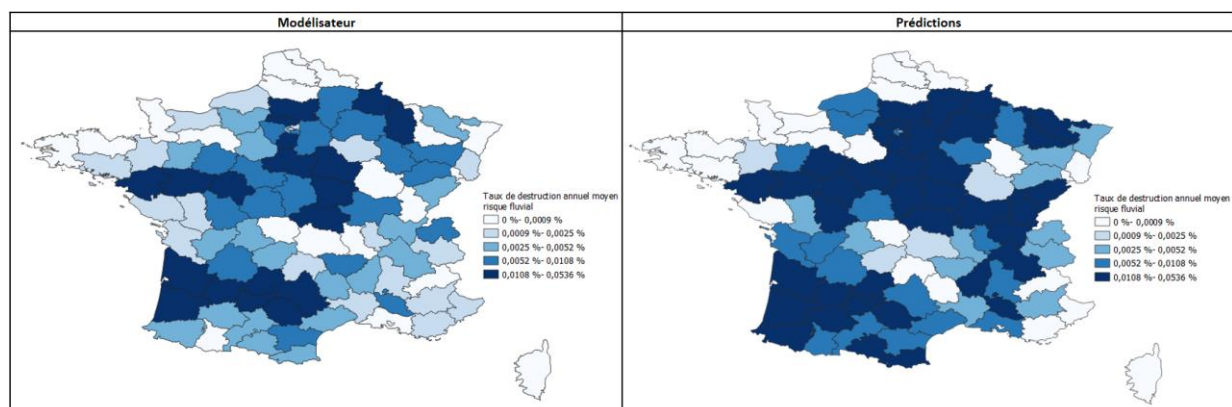 Modélisateur
Prédictions
Taux de destruction annuel moyen
risque fluvial
0 %- 0,0009 %
0,0009 %- 0,0025 %
0,0025 %- 0,0052 %
0,0052 %- 0,0108 %
0,0108 %- 0,0536 %
Taux de destruction annuel moyen
risque fluvial
0 %- 0,0009 %
0,0009 %- 0,0025 %
0,0025 %- 0,0052 %
0,0052 %- 0,0108 %
0,0108 %- 0,0536 %